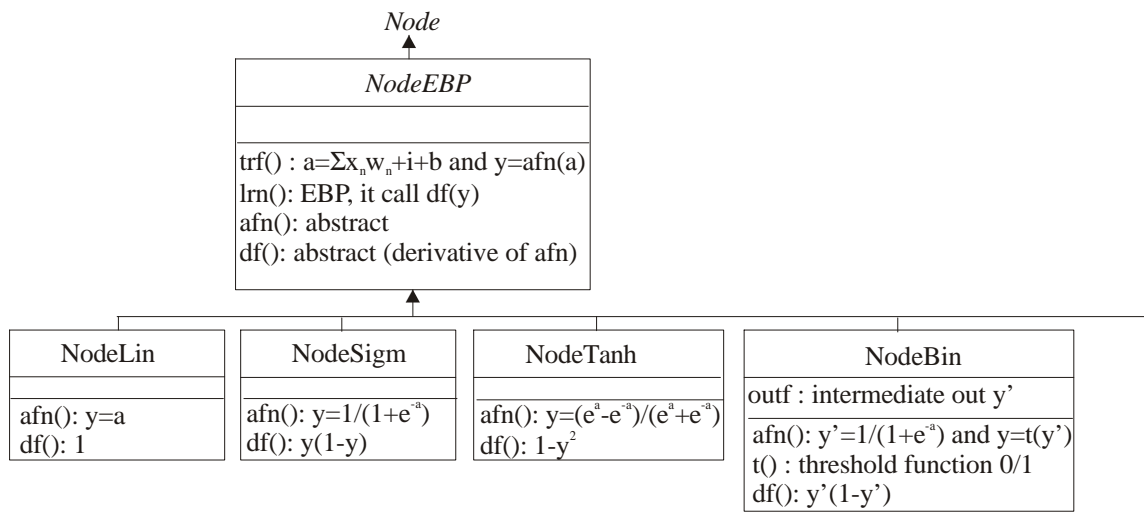 Node
NodeEBP
trf() : a=Σxₙwₙ+i+b and y=afn(a)
lrn(): EBP, it call df(y)
afn(): abstract
df(): abstract (derivative of afn)
NodeLin
afn(): y=a
df(): 1
NodeSigm
afn(): y=1/(1+e⁻ᵃ)
df(): y(1-y)
NodeTanh
afn(): y=(eᵃ-e⁻ᵃ)/(eᵃ+e⁻ᵃ)
df(): 1-y²
NodeBin
outf : intermediate out y’
afn(): y’=1/(1+e⁻ᵃ) and y=t(y’)
t() : threshold function 0/1
df(): y’(1-y’)